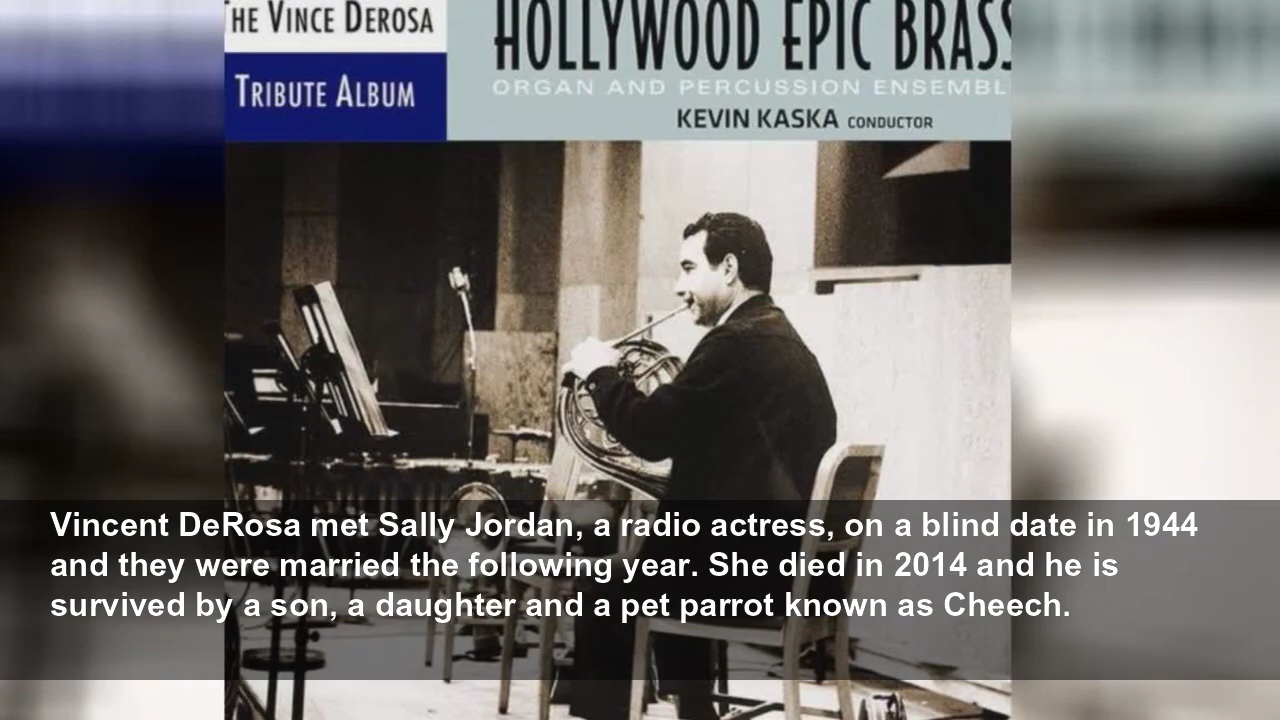 THE VINCE DEROSA
HOLLYWOOD EPIC BRASS
TRIBUTE ALBUM
ORGAN AND PERCUSSION ENSEMBL
KEVIN KASKA CONDUCTOR
Vincent DeRosa met Sally Jordan, a radio actress, on a blind date in 1944
and they were married the following year. She died in 2014 and he is
survived by a son, a daughter and a pet parrot known as Cheech.